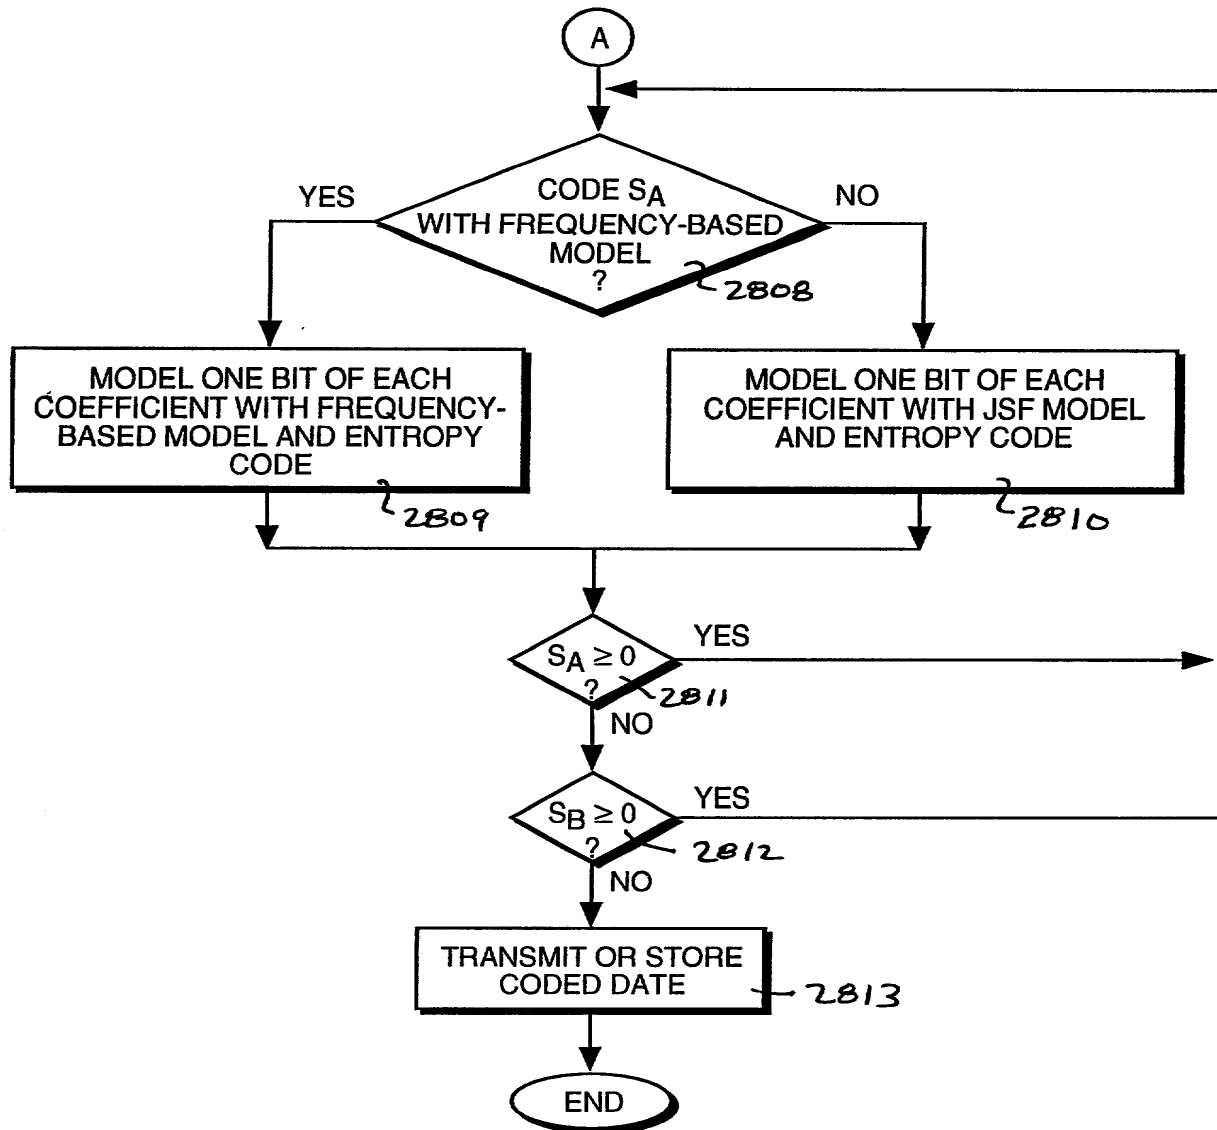 A
YES
CODE SA
NO
WITH FREQUENCY-BASED
MODEL
?
2808
MODEL ONE BIT OF EACH
COEFFICIENT WITH FREQUENCY-
BASED MODEL AND ENTROPY
CODE
2809
MODEL ONE BIT OF EACH
COEFFICIENT WITH JSF MODEL
AND ENTROPY CODE
2810
SA ≥ 0
?
YES
2811
NO
SB ≥ 0
?
YES
2812
NO
TRANSMIT OR STORE
CODED DATE
2813
END